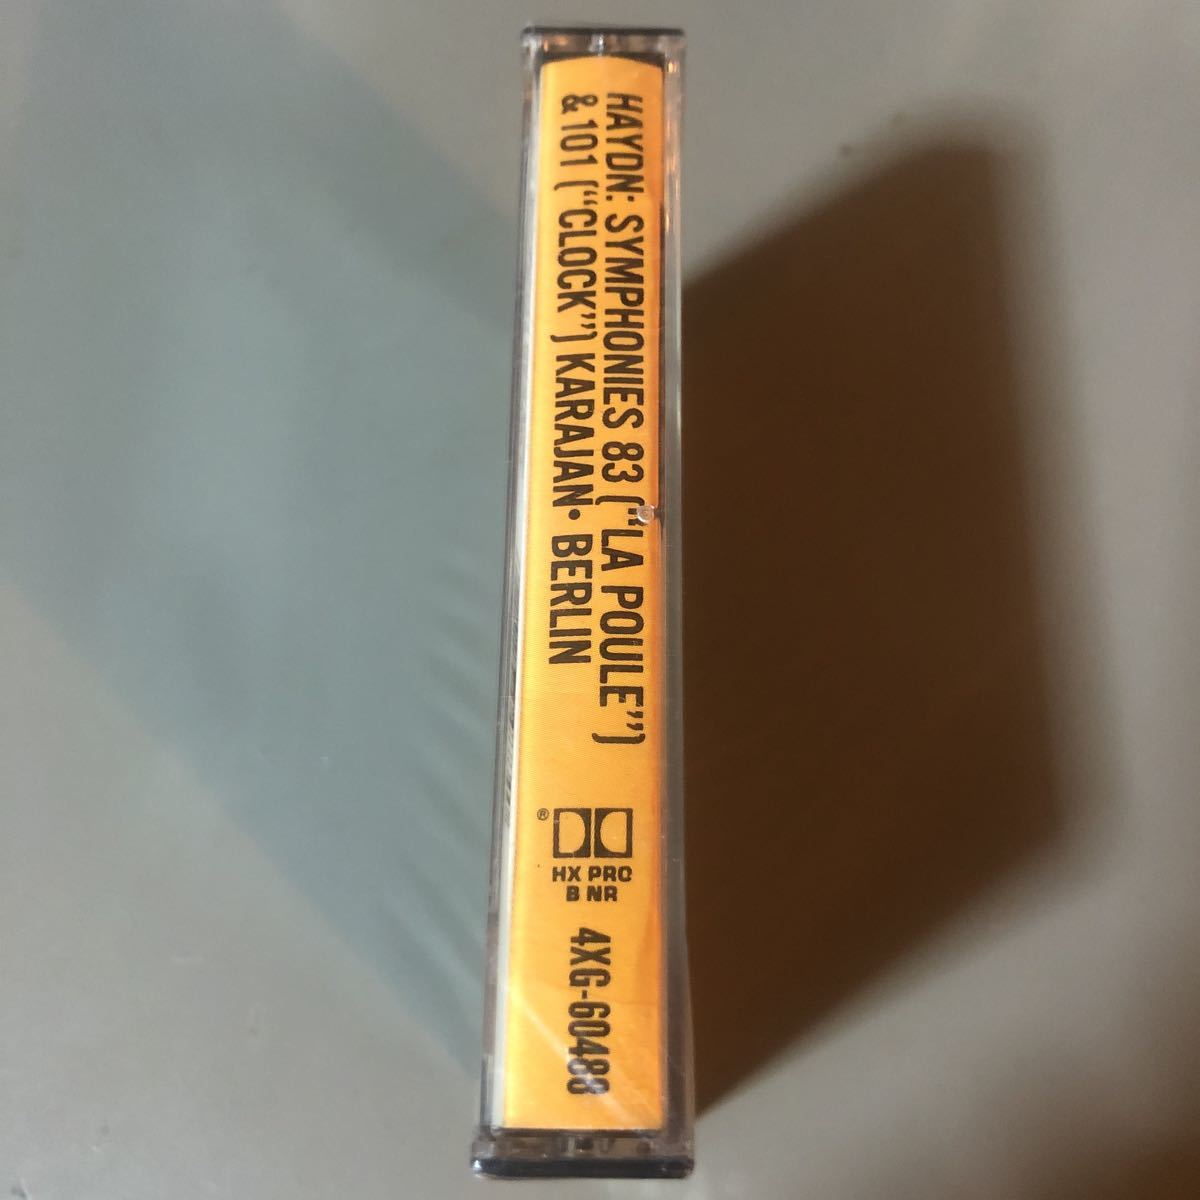 HAYDN: SYMPHONIES 83 ("LA POULE")
& 101 ("CLOCK") KARAJAN • BERLIN
®
HX PRO
B NR
4XG-60488